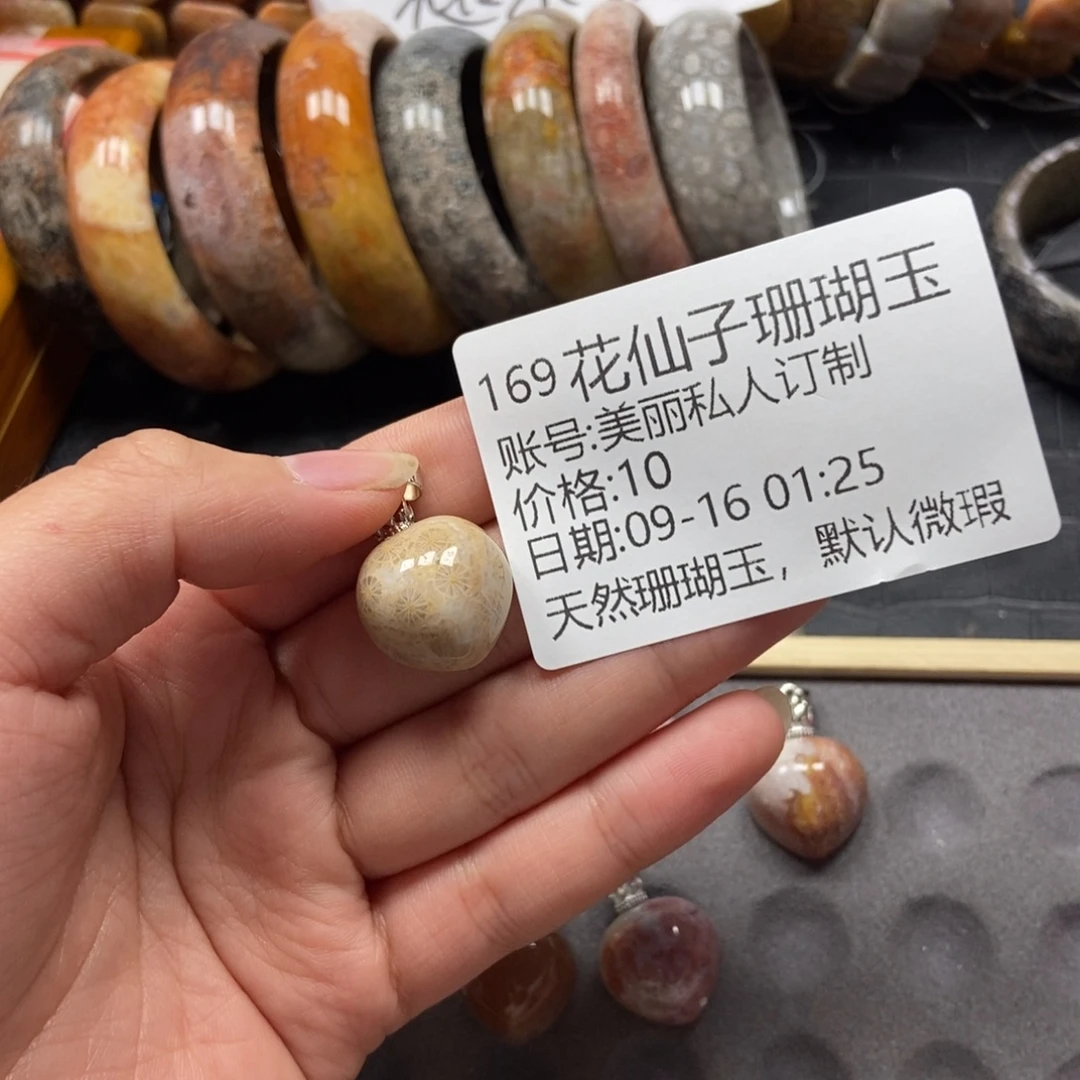 169 花仙子珊瑚玉
账号:美丽私人订制
价格:10
日期:09-16 01:25
天然珊瑚玉，默认微瑕